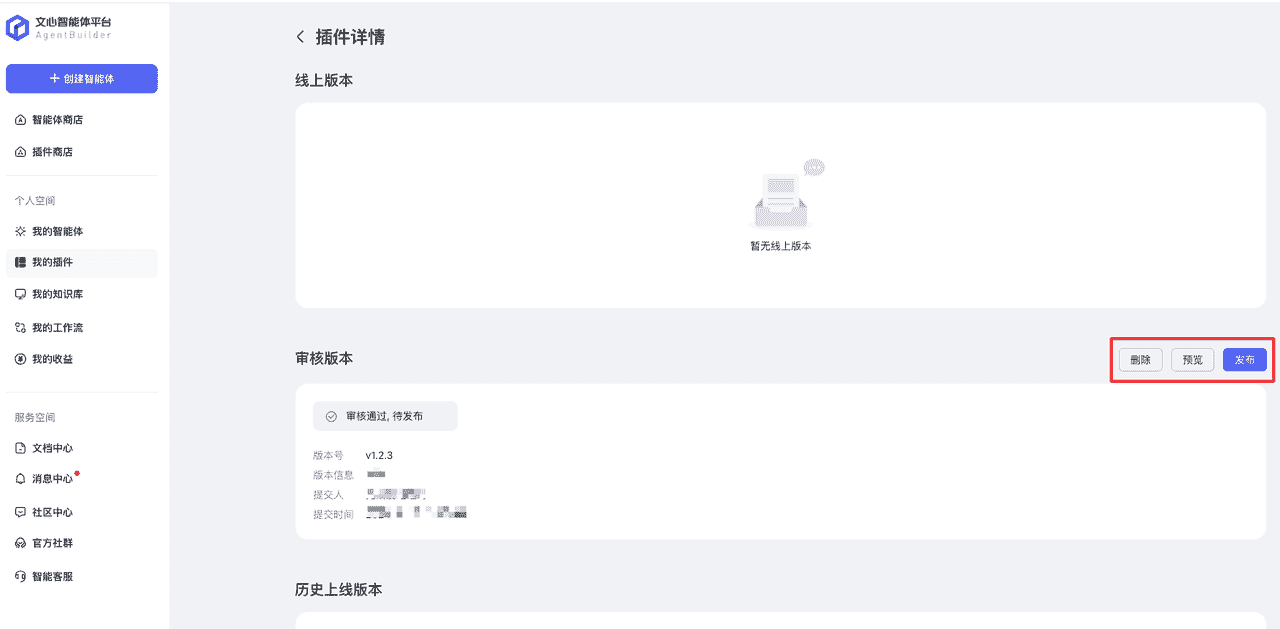 文心智能体平台
AgentBuilder
创建智能体
智能体商店
插件商店
个人空间
我的智能体
我的插件
我的知识库
我的工作流
我的收益
服务空间
文档中心
消息中心
社区中心
官方社群
智能客服
插件详情
线上版本
暂无线上版本
审核版本
删除 预览 发布
审核通过, 待发布
版本号 v1.2.3
版本信息
提交人
提交时间
历史上线版本